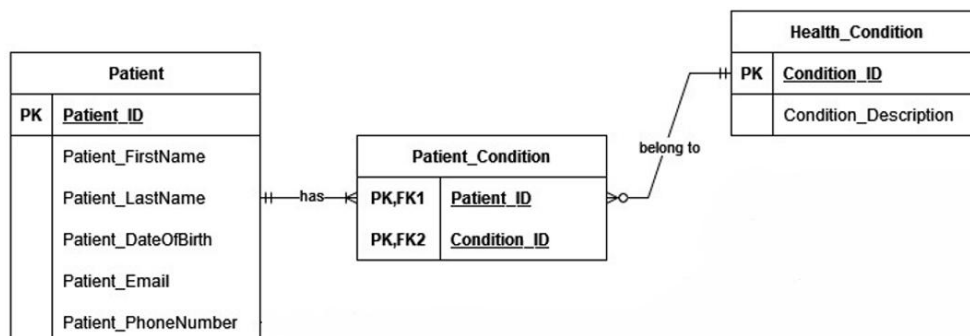 Patient
PK Patient_ID
Patient_FirstName
Patient_LastName
Patient_DateOfBirth
Patient_Email
Patient_PhoneNumber
has
Patient_Condition
PK,FK1 Patient_ID
PK,FK2 Condition_ID
belong to
Health_Condition
PK Condition_ID
Condition_Description